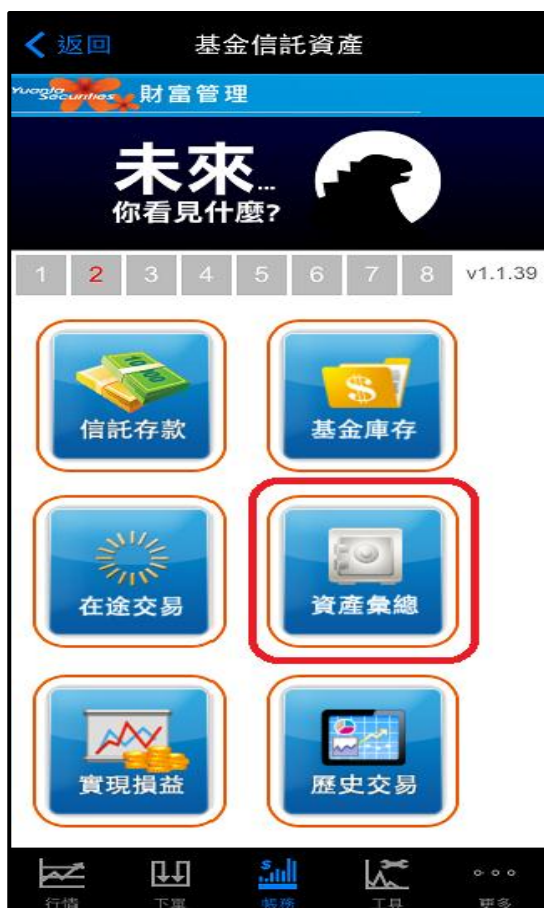 返回 基金信託資產
Yuanta
Securities 財富管理
未來...
你看見什麼?
1 2 3 4 5 6 7 8 v1.1.39
信託存款 基金庫存
在途交易 資產彙總
實現損益 歷史交易
行情 下單 帳務 工具 更多